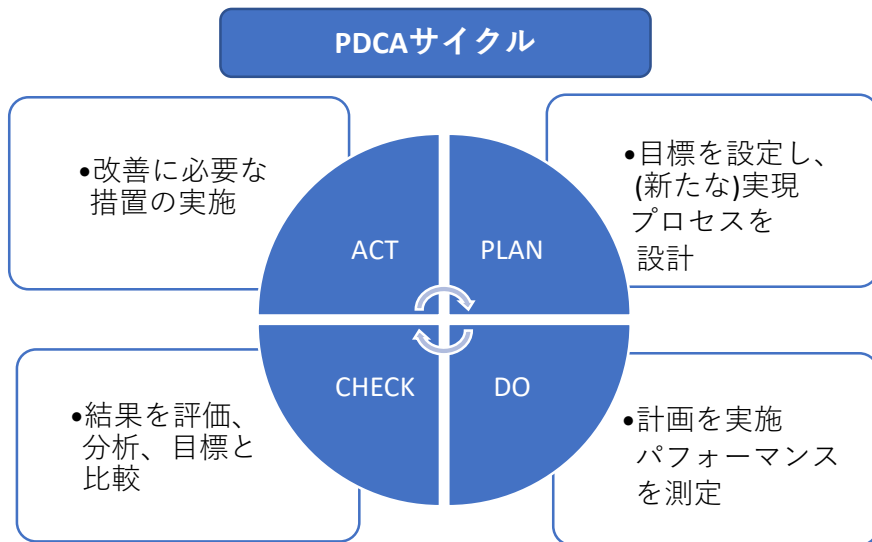 PDCAサイクル
•改善に必要な
措置の実施
•目標を設定し、
(新たな)実現
プロセスを
設計
ACT
PLAN
CHECK
DO
•結果を評価、
分析、目標と
比較
•計画を実施
パフォーマンス
を測定